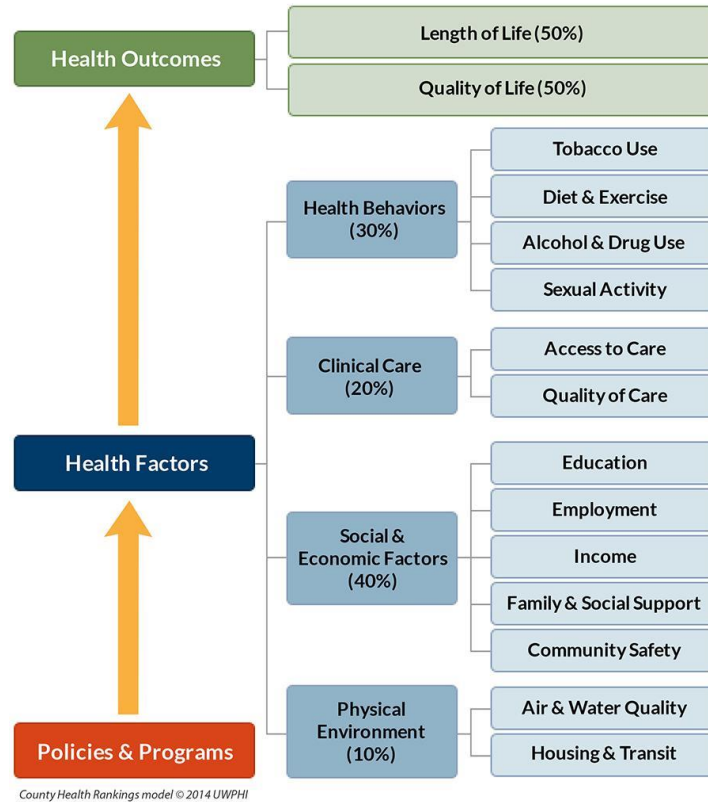 Health Outcomes
Length of Life (50%)
Quality of Life (50%)
Health Factors
Health Behaviors
(30%)
Tobacco Use
Diet & Exercise
Alcohol & Drug Use
Sexual Activity
Clinical Care
(20%)
Access to Care
Quality of Care
Social &
Economic Factors
(40%)
Education
Employment
Income
Family & Social Support
Community Safety
Physical
Environment
(10%)
Air & Water Quality
Housing & Transit
Policies & Programs
County Health Rankings model © 2014 UWPHI